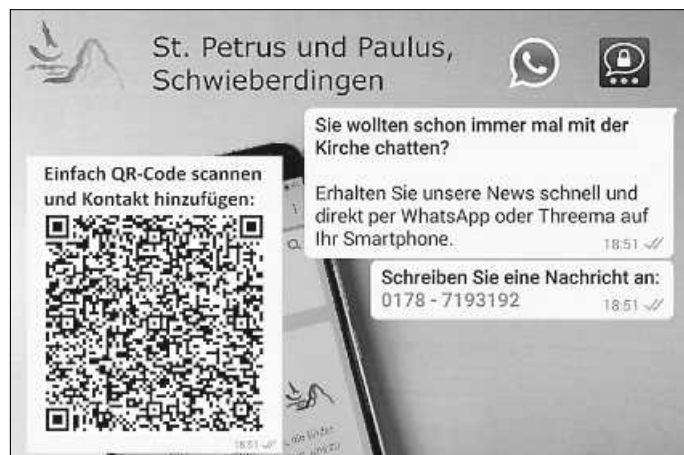 St. Petrus und Paulus,
Schwieberdingen
Sie wollten schon immer mal mit der
Kirche chatten?
Erhalten Sie unsere News schnell und
direkt per WhatsApp oder Threema auf
Ihr Smartphone.
18:51
Schreiben Sie eine Nachricht an:
0178 - 7193192
18:51
Einfach QR-Code scannen
und Kontakt hinzufügen:
18:51